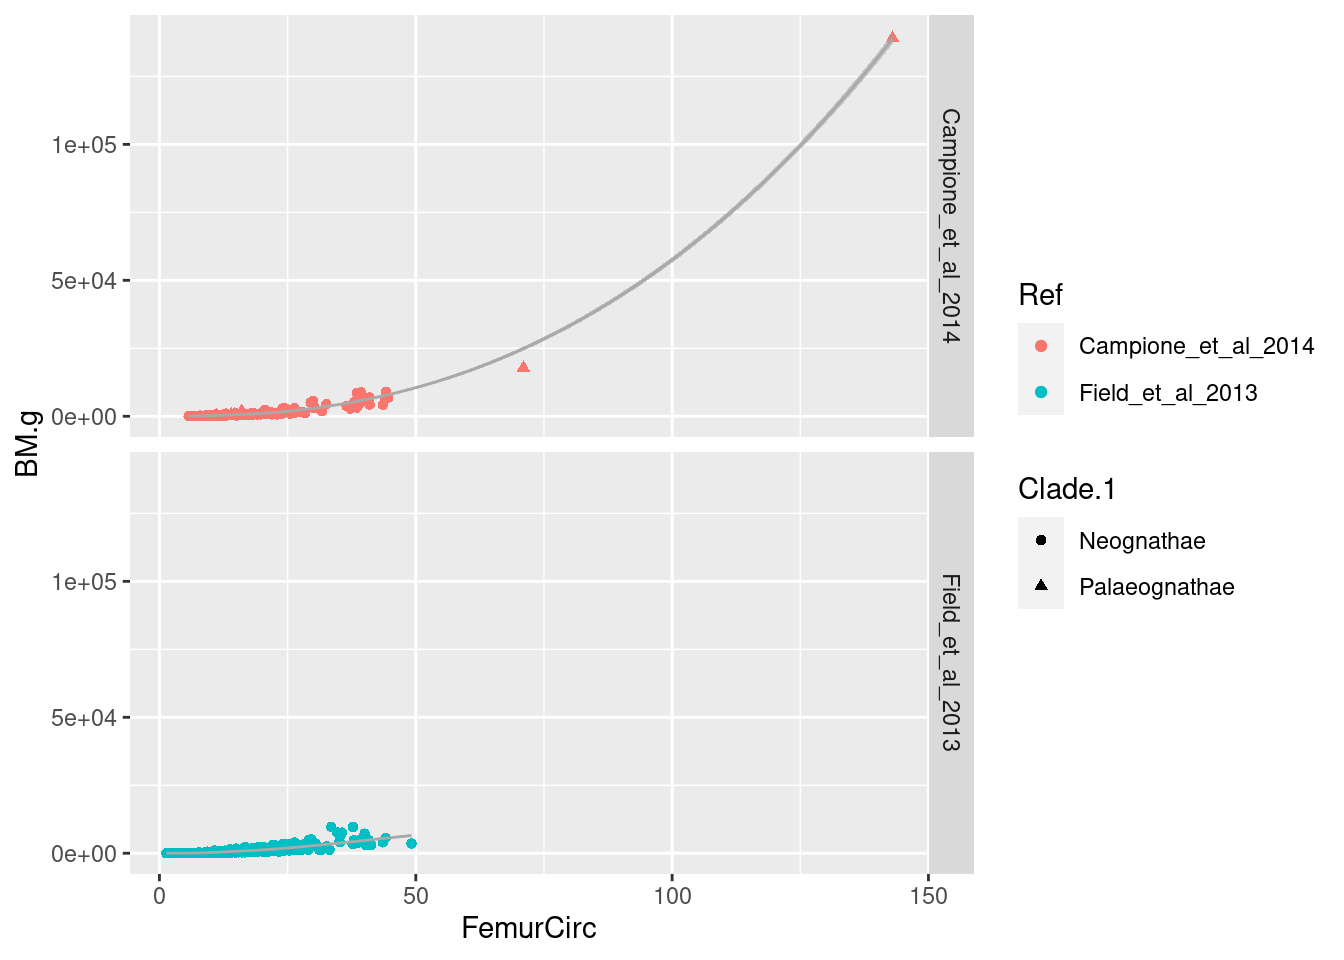 BM.g
1e+05
5e+04
0e+00
Campione_et_al_2014
1e+05
5e+04
0e+00
Field_et_al_2013
0
50
100
150
FemurCirc
Ref
Campione_et_al_2014
Field_et_al_2013
Clade.1
Neognathae
Palaeognathae